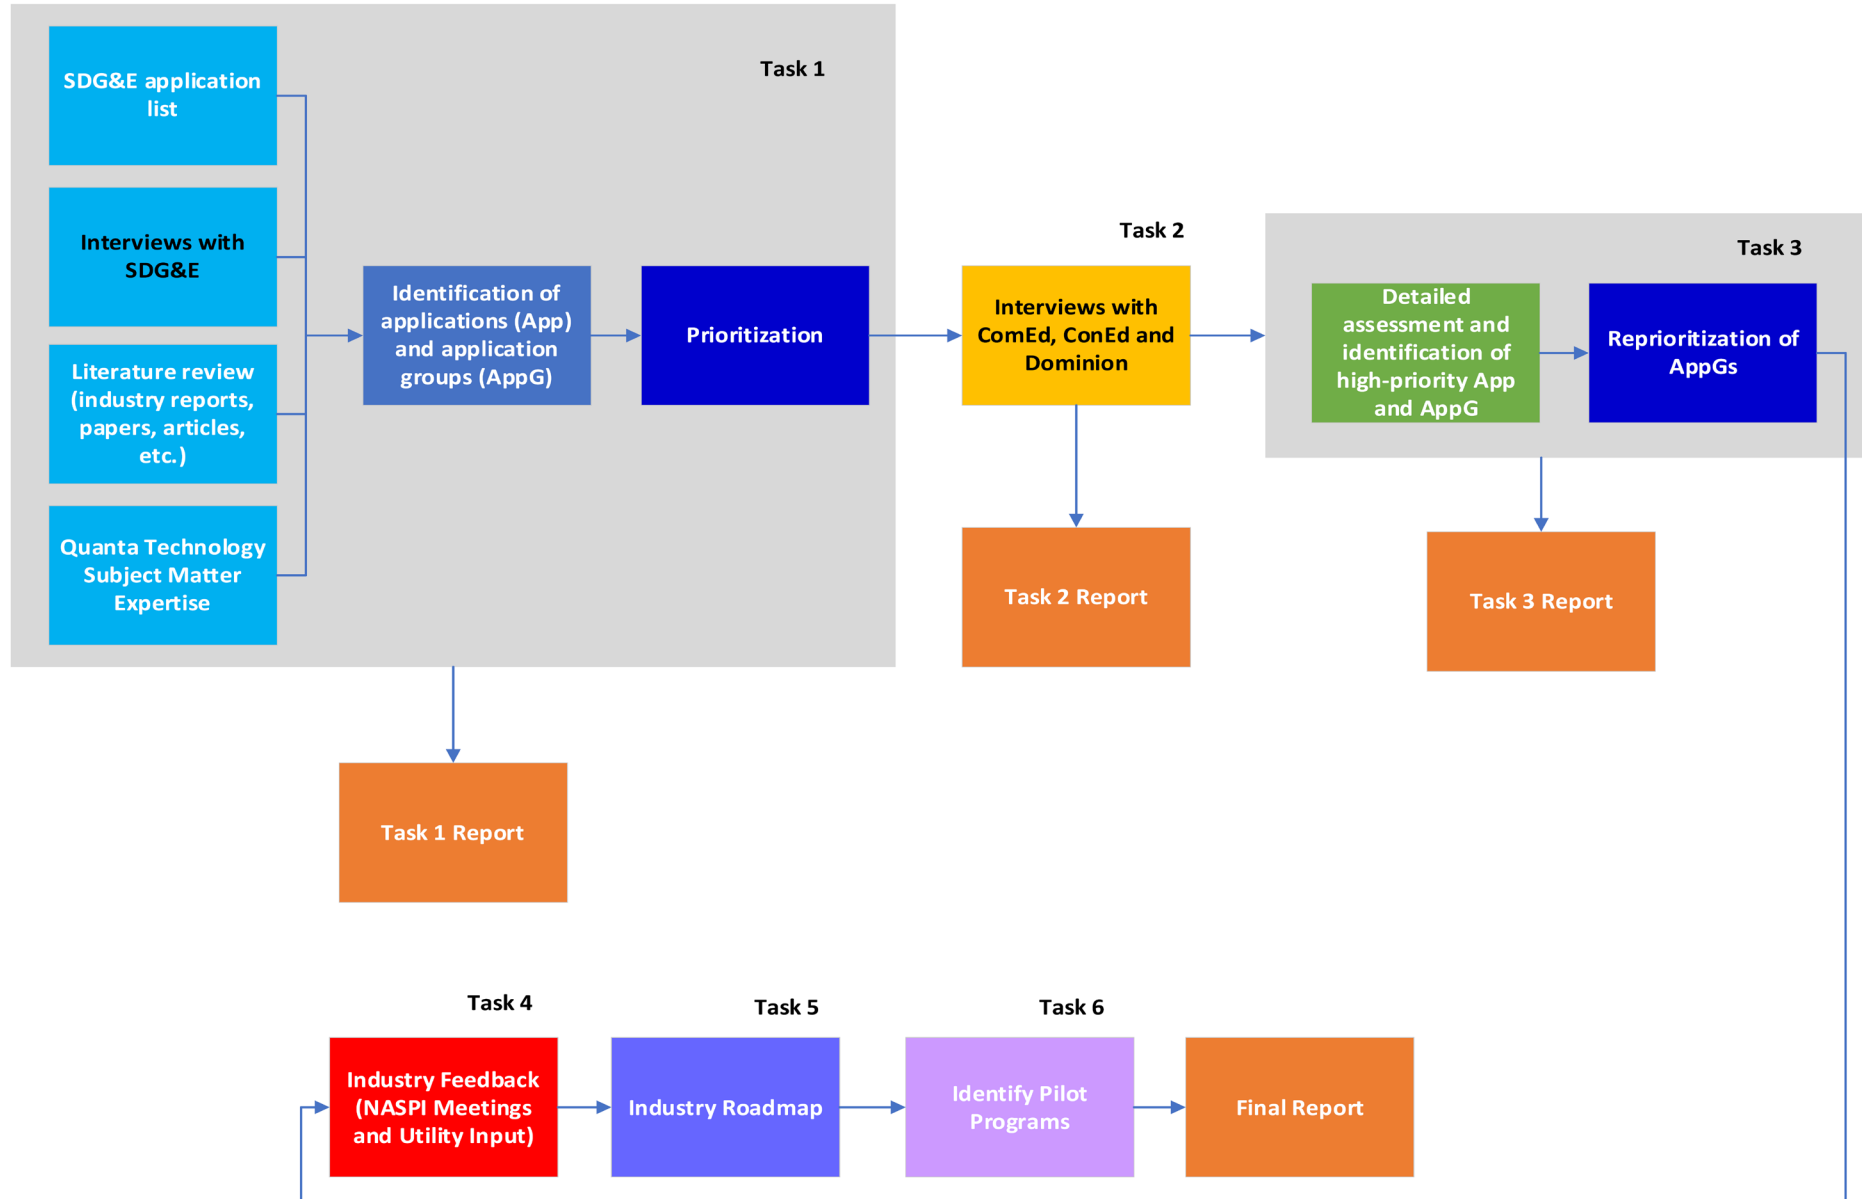 Task 1
SDG&E application
list
Interviews with
SDG&E
Literature review
(industry reports,
papers, articles,
etc.)
Quanta Technology
Subject Matter
Expertise
Identification of
applications (App)
and application
groups (AppG)
Prioritization
Task 2
Interviews with
ComEd, ConEd and
Dominion
Task 3
Detailed
assessment and
identification of
high-priority App
and AppG
Reprioritization of
AppGs
Task 1 Report
Task 2 Report
Task 3 Report
Task 4
Industry Feedback
(NASPI Meetings
and Utility Input)
Task 5
Industry Roadmap
Task 6
Identify Pilot
Programs
Final Report